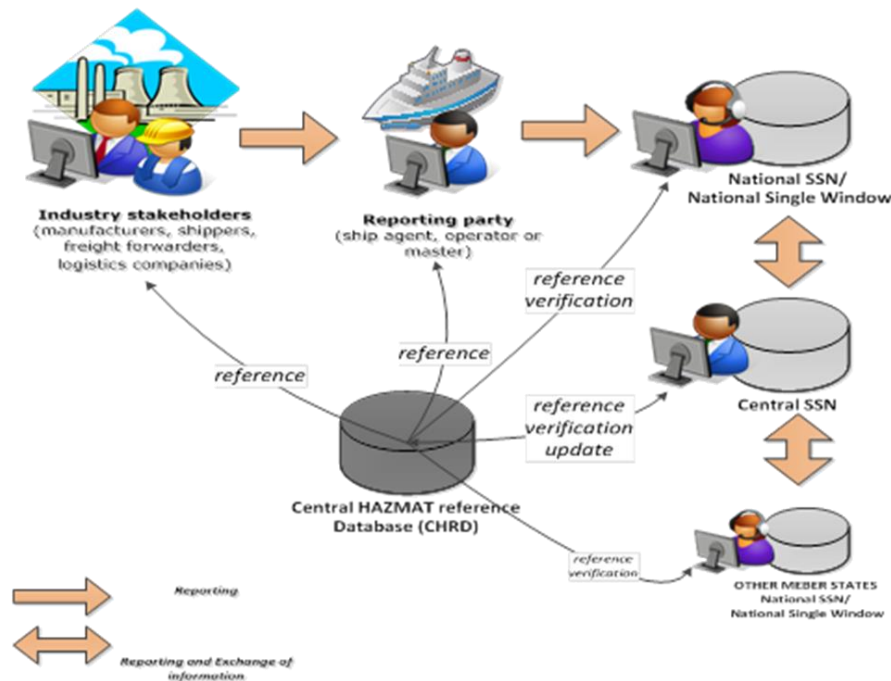 Industry stakeholders
(manufacturers, shippers,
freight forwarders,
logistics companies)
Reporting party
(ship agent, operator or
master)
National SSN/
National Single Window
reference
verification
reference
reference
reference
verification
update
Central SSN
Central HAZMAT reference
Database (CHRD)
reference
verification
OTHER MEBER STATES
National SSN/
National Single Window
Reporting
Reporting and Exchange of
information